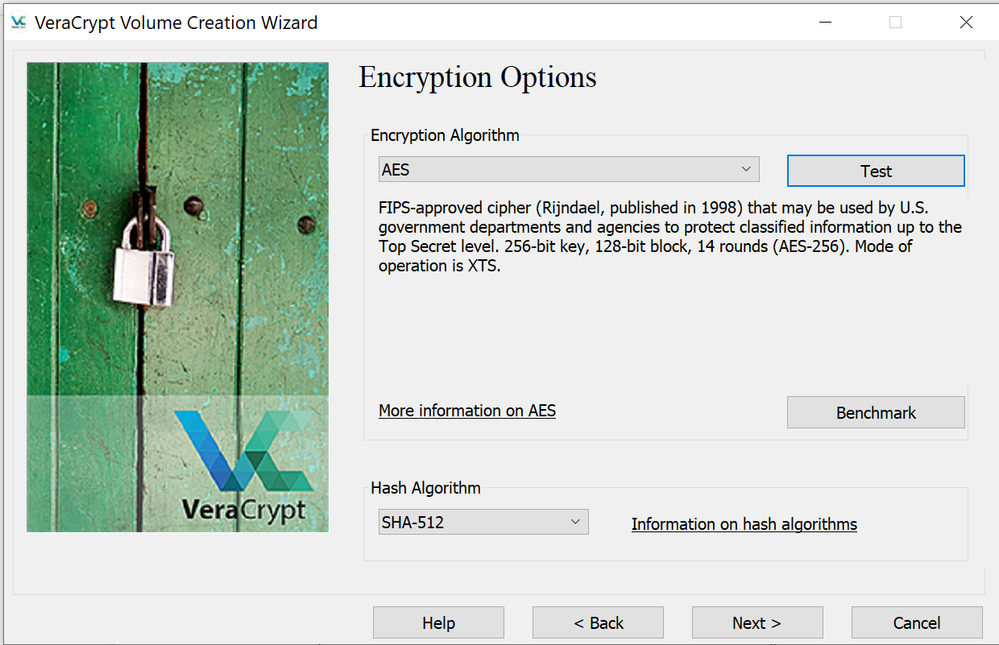 VeraCrypt Volume Creation Wizard
Encryption Options
Encryption Algorithm
AES
Test
FIPS-approved cipher (Rijndael, published in 1998) that may be used by U.S.
government departments and agencies to protect classified information up to the
Top Secret level. 256-bit key, 128-bit block, 14 rounds (AES-256). Mode of
operation is XTS.
More information on AES
Benchmark
VeraCrypt
Hash Algorithm
SHA-512
Information on hash algorithms
Help
< Back
Next >
Cancel